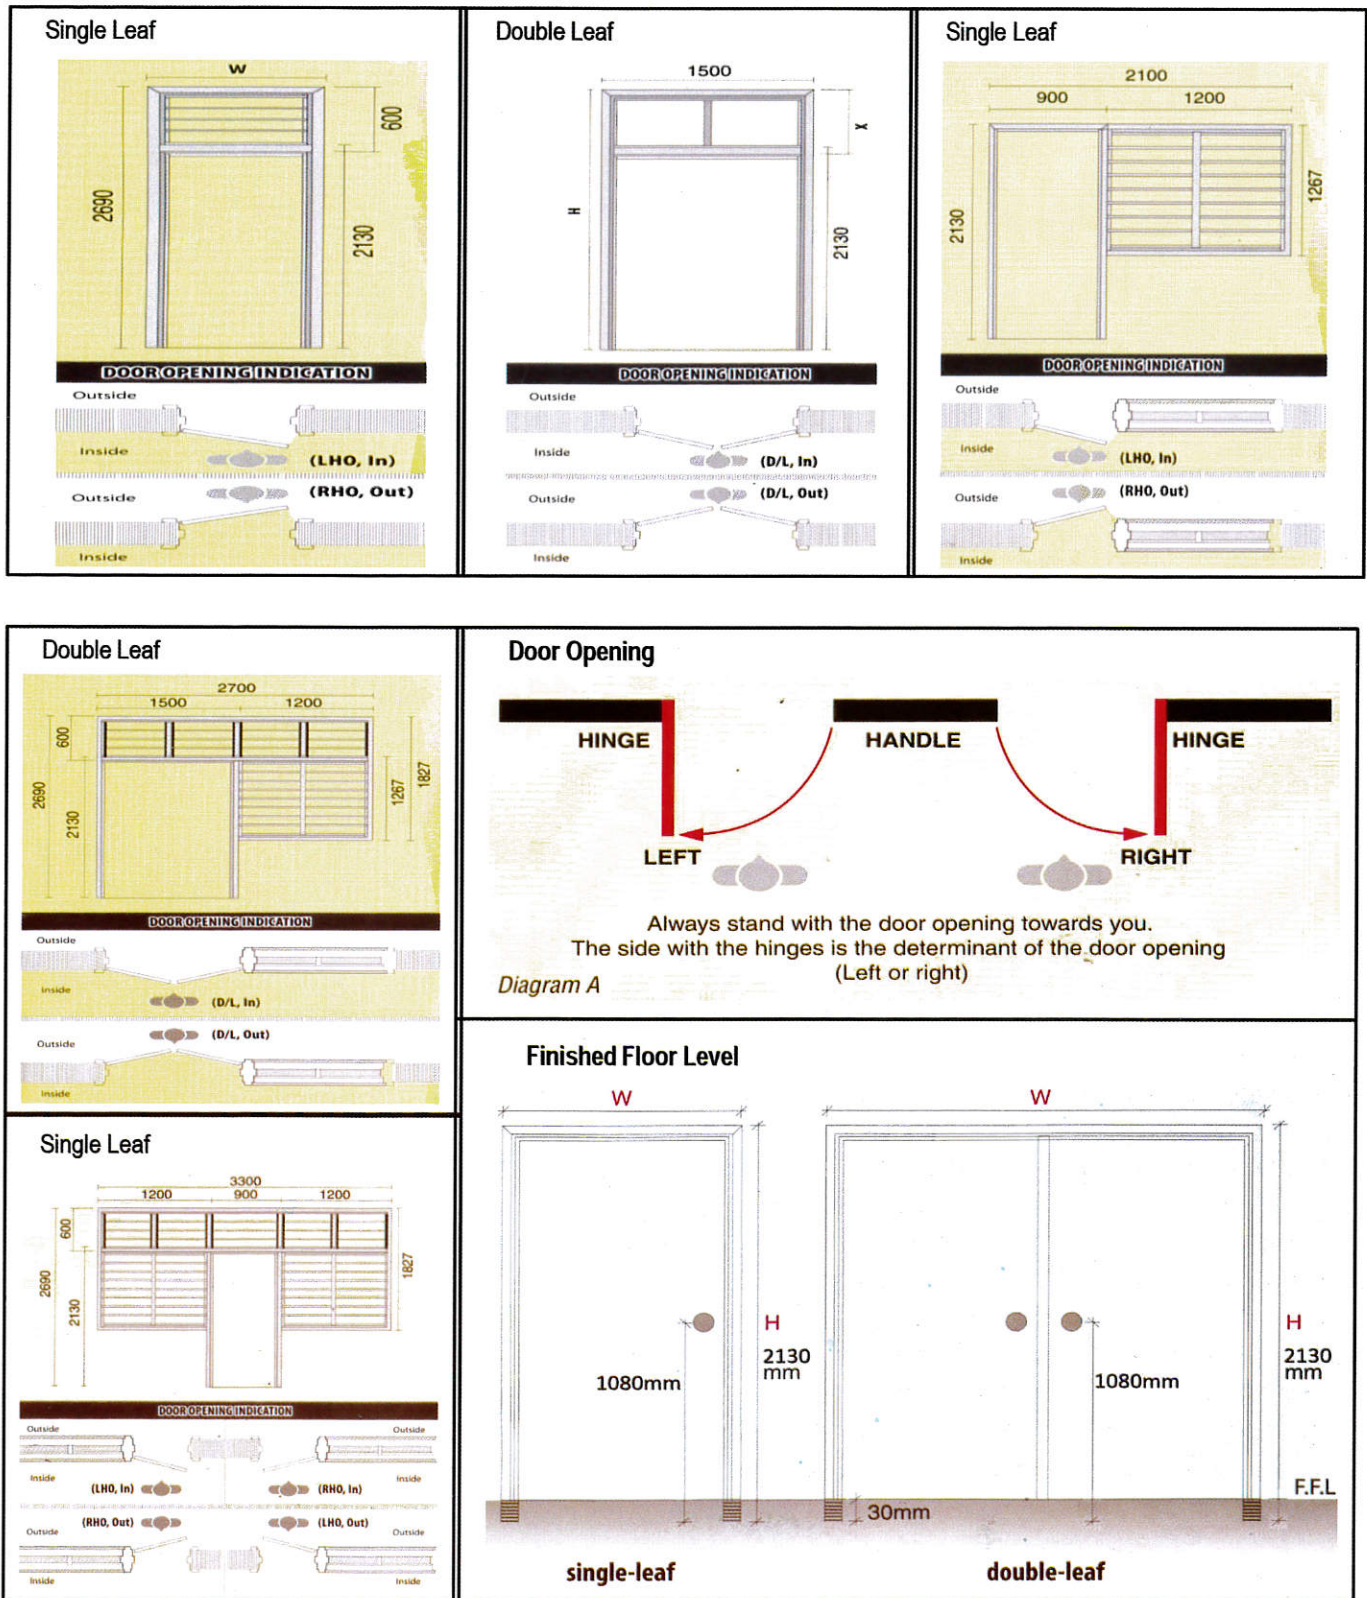 Single Leaf
W
600
2690
2130
DOOR OPENING INDICATION
Outside
Inside
(LHO, In)
Outside
(RHO, Out)
Inside
Double Leaf
1500
X
H
2130
DOOR OPENING INDICATION
Outside
Inside
(D/L, In)
Outside
(D/L, Out)
Inside
Single Leaf
2100
900 1200
2130
1267
DOOR OPENING INDICATION
Outside
Inside
(LHO, In)
Outside
(RHO, Out)
Inside
Double Leaf
2700
1500 1200
600
2690
2130
1267
1827
DOOR OPENING INDICATION
Outside
Inside
(D/L, In)
(D/L, Out)
Outside
Inside
Door Opening
HINGE HANDLE HINGE
LEFT RIGHT
Always stand with the door opening towards you.
The side with the hinges is the determinant of the door opening
(Left or right)
Diagram A
Single Leaf
3300
1200 900 1200
600
2690
2130
1827
DOOR OPENING INDICATION
Outside Outside
Inside Inside
(LHO, In) (RHO, In)
(RHO, Out) (LHO, Out)
Outside Outside
Inside Inside
Finished Floor Level
W W
H H
2130 2130
mm mm
1080mm 1080mm
F.F.L
30mm
single-leaf double-leaf